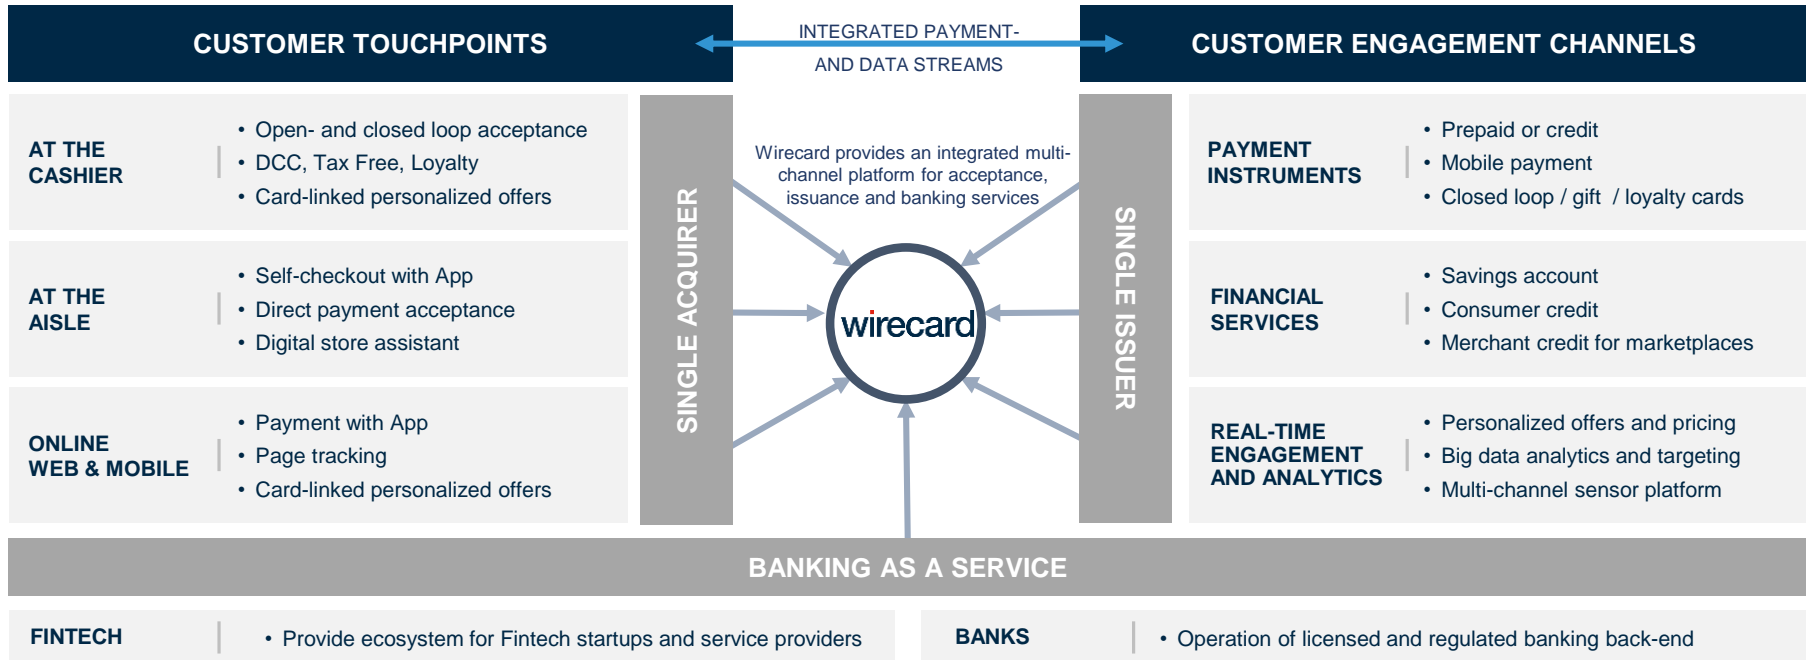 CUSTOMER TOUCHPOINTS
INTEGRATED PAYMENT-
AND DATA STREAMS
CUSTOMER ENGAGEMENT CHANNELS
AT THE
CASHIER
• Open- and closed loop acceptance
• DCC, Tax Free, Loyalty
• Card-linked personalized offers
AT THE
AISLE
• Self-checkout with App
• Direct payment acceptance
• Digital store assistant
ONLINE
WEB & MOBILE
• Payment with App
• Page tracking
• Card-linked personalized offers
SINGLE ACQUIRER
Wirecard provides an integrated multi-
channel platform for acceptance,
issuance and banking services
wirecard
SINGLE ISSUER
PAYMENT
INSTRUMENTS
• Prepaid or credit
• Mobile payment
• Closed loop / gift / loyalty cards
FINANCIAL
SERVICES
• Savings account
• Consumer credit
• Merchant credit for marketplaces
REAL-TIME
ENGAGEMENT
AND ANALYTICS
• Personalized offers and pricing
• Big data analytics and targeting
• Multi-channel sensor platform
BANKING AS A SERVICE
FINTECH
• Provide ecosystem for Fintech startups and service providers
BANKS
• Operation of licensed and regulated banking back-end